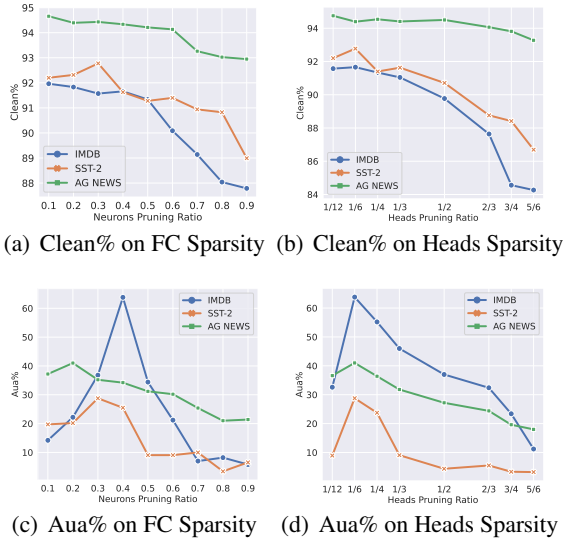 95
94
93
92
91
90
89
88
Clean%
IMDB
SST-2
AG NEWS
0.1 0.2 0.3 0.4 0.5 0.6 0.7 0.8 0.9
Neurons Pruning Ratio
(a) Clean% on FC Sparsity
94
92
90
88
86
84
Clean%
IMDB
SST-2
AG NEWS
1/12 1/6 1/4 1/3 1/2 2/3 3/4 5/6
Heads Pruning Ratio
(b) Clean% on Heads Sparsity
60
50
40
30
20
10
Aua%
IMDB
SST-2
AG NEWS
0.1 0.2 0.3 0.4 0.5 0.6 0.7 0.8 0.9
Neurons Pruning Ratio
(c) Aua% on FC Sparsity
60
50
40
30
20
10
Aua%
IMDB
SST-2
AG NEWS
1/12 1/6 1/4 1/3 1/2 2/3 3/4 5/6
Heads Pruning Ratio
(d) Aua% on Heads Sparsity